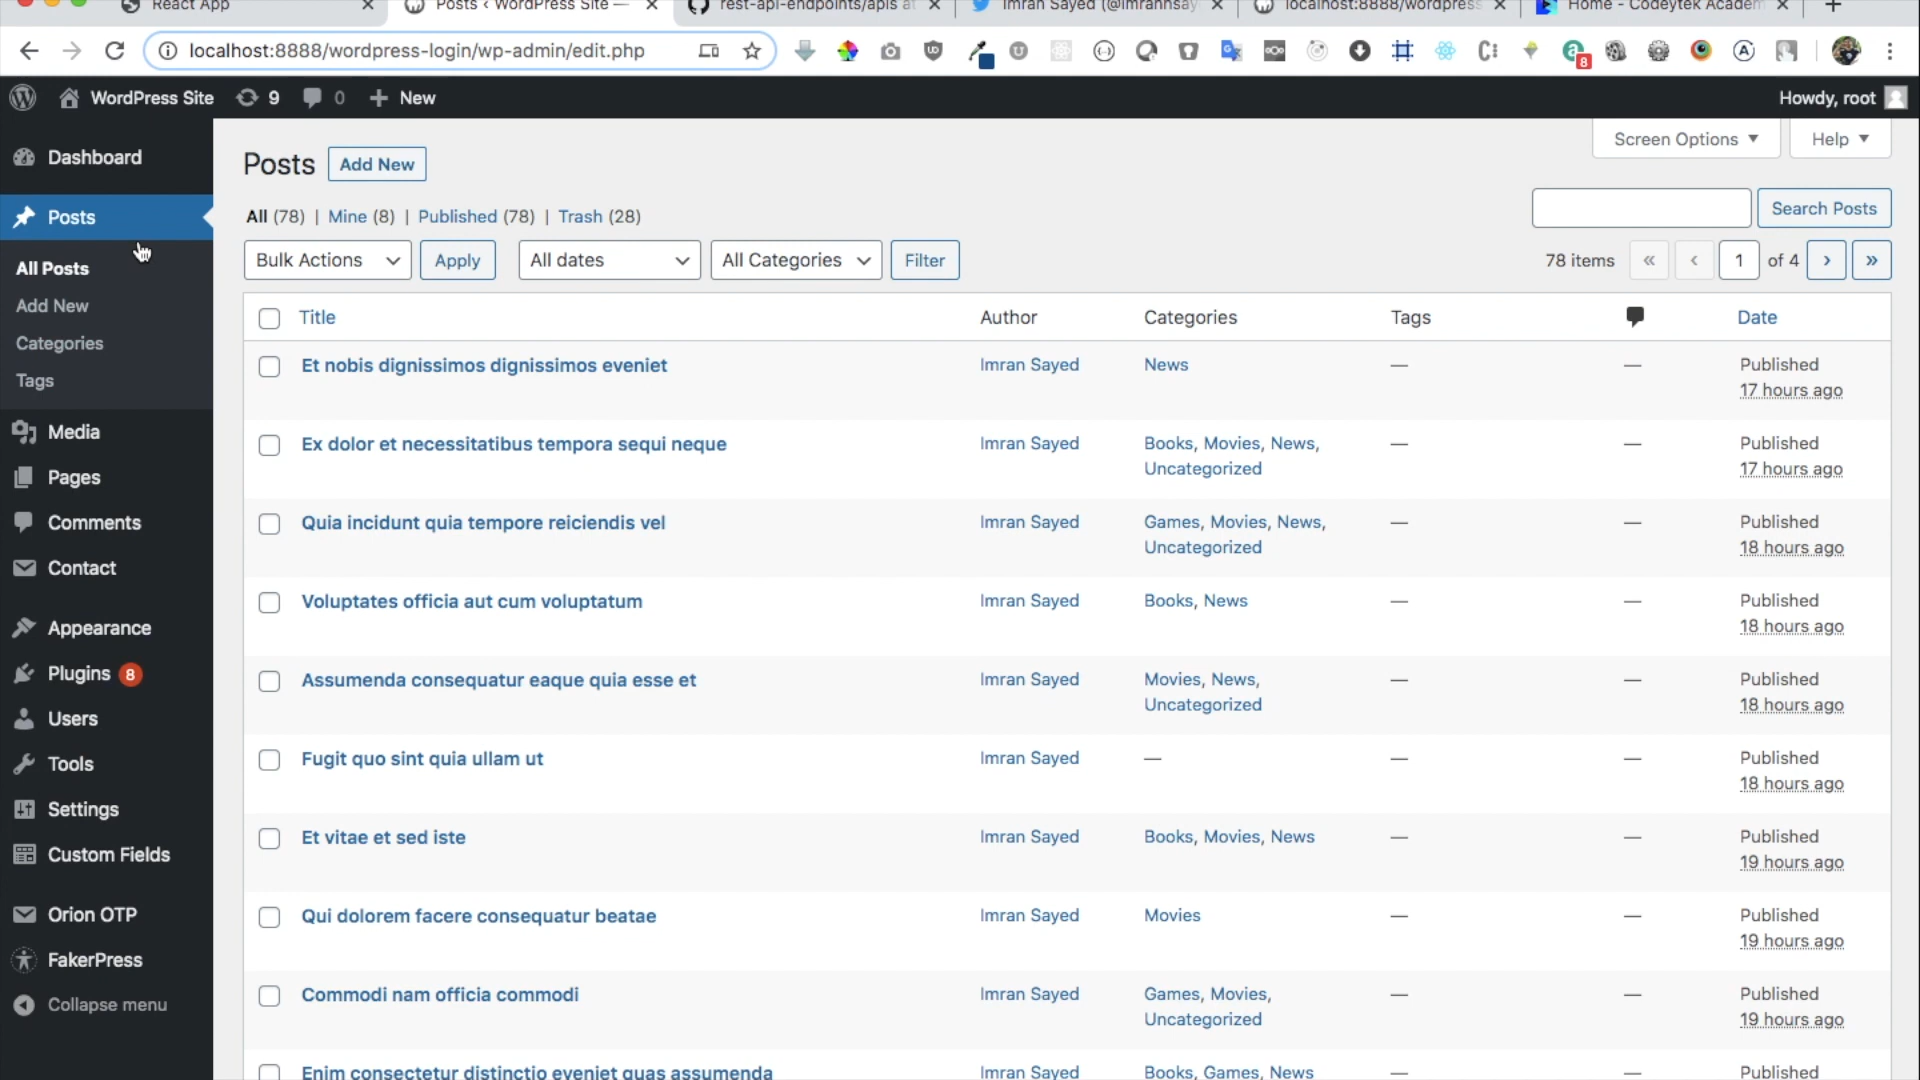 React App
Posts ‹ WordPress Site —
rest-api-endpoints/apis at
Imran Sayed (@imrannsay
localhost:8888/wordpress
Home - Codeytek Academ
localhost:8888/wordpress-login/wp-admin/edit.php
8
WordPress Site 9 0 New
Howdy, root
Dashboard
Posts
All Posts
Add New
Categories
Tags
Media
Pages
Comments
Contact
Appearance
Plugins 8
Users
Tools
Settings
Custom Fields
Orion OTP
FakerPress
Collapse menu
Screen Options ▼ Help ▼
Posts Add New
All (78) | Mine (8) | Published (78) | Trash (28)
Search Posts
Bulk Actions Apply All dates All Categories Filter
78 items « ‹ 1 of 4 › »
Title Author Categories Tags Date
Et nobis dignissimos dignissimos eveniet Imran Sayed News — — Published
17 hours ago
Ex dolor et necessitatibus tempora sequi neque Imran Sayed Books, Movies, News, — — Published
Uncategorized 17 hours ago
Quia incidunt quia tempore reiciendis vel Imran Sayed Games, Movies, News, — — Published
Uncategorized 18 hours ago
Voluptates officia aut cum voluptatum Imran Sayed Books, News — — Published
18 hours ago
Assumenda consequatur eaque quia esse et Imran Sayed Movies, News, — — Published
Uncategorized 18 hours ago
Fugit quo sint quia ullam ut Imran Sayed — — — Published
18 hours ago
Et vitae et sed iste Imran Sayed Books, Movies, News — — Published
19 hours ago
Qui dolorem facere consequatur beatae Imran Sayed Movies — — Published
19 hours ago
Commodi nam officia commodi Imran Sayed Games, Movies, — — Published
Uncategorized 19 hours ago
Enim consectetur distinctio eveniet quas assumenda Imran Sayed Books, Games, News — — Published